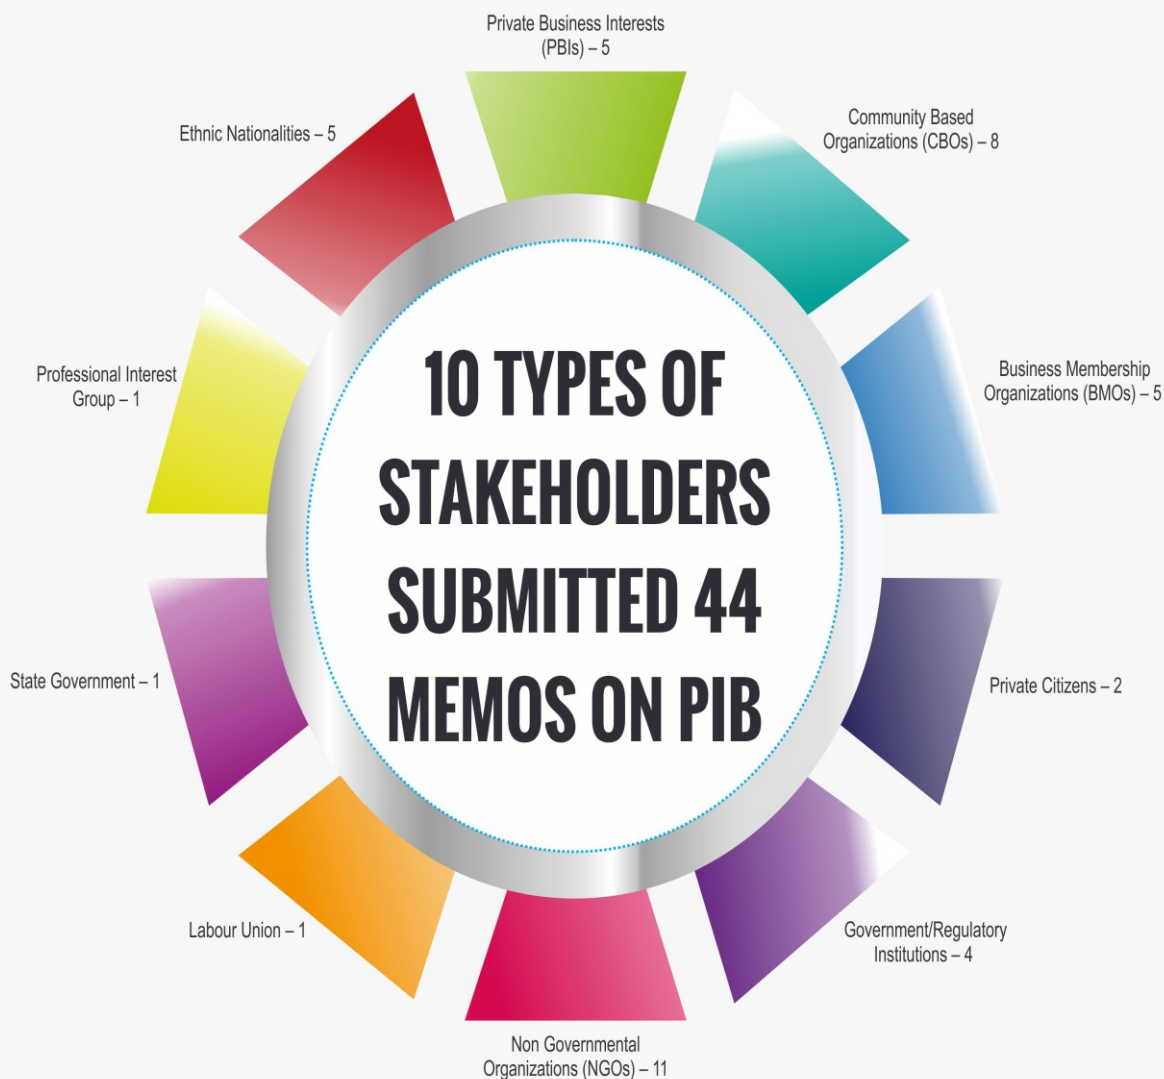 Private Business Interests
(PBIs) – 5
Community Based
Organizations (CBOs) – 8
Business Membership
Organizations (BMOs) – 5
Private Citizens – 2
Government/Regulatory
Institutions – 4
Non Governmental
Organizations (NGOs) – 11
Labour Union – 1
State Government – 1
Professional Interest
Group – 1
Ethnic Nationalities – 5
10 TYPES OF
STAKEHOLDERS
SUBMITTED 44
MEMOS ON PIB